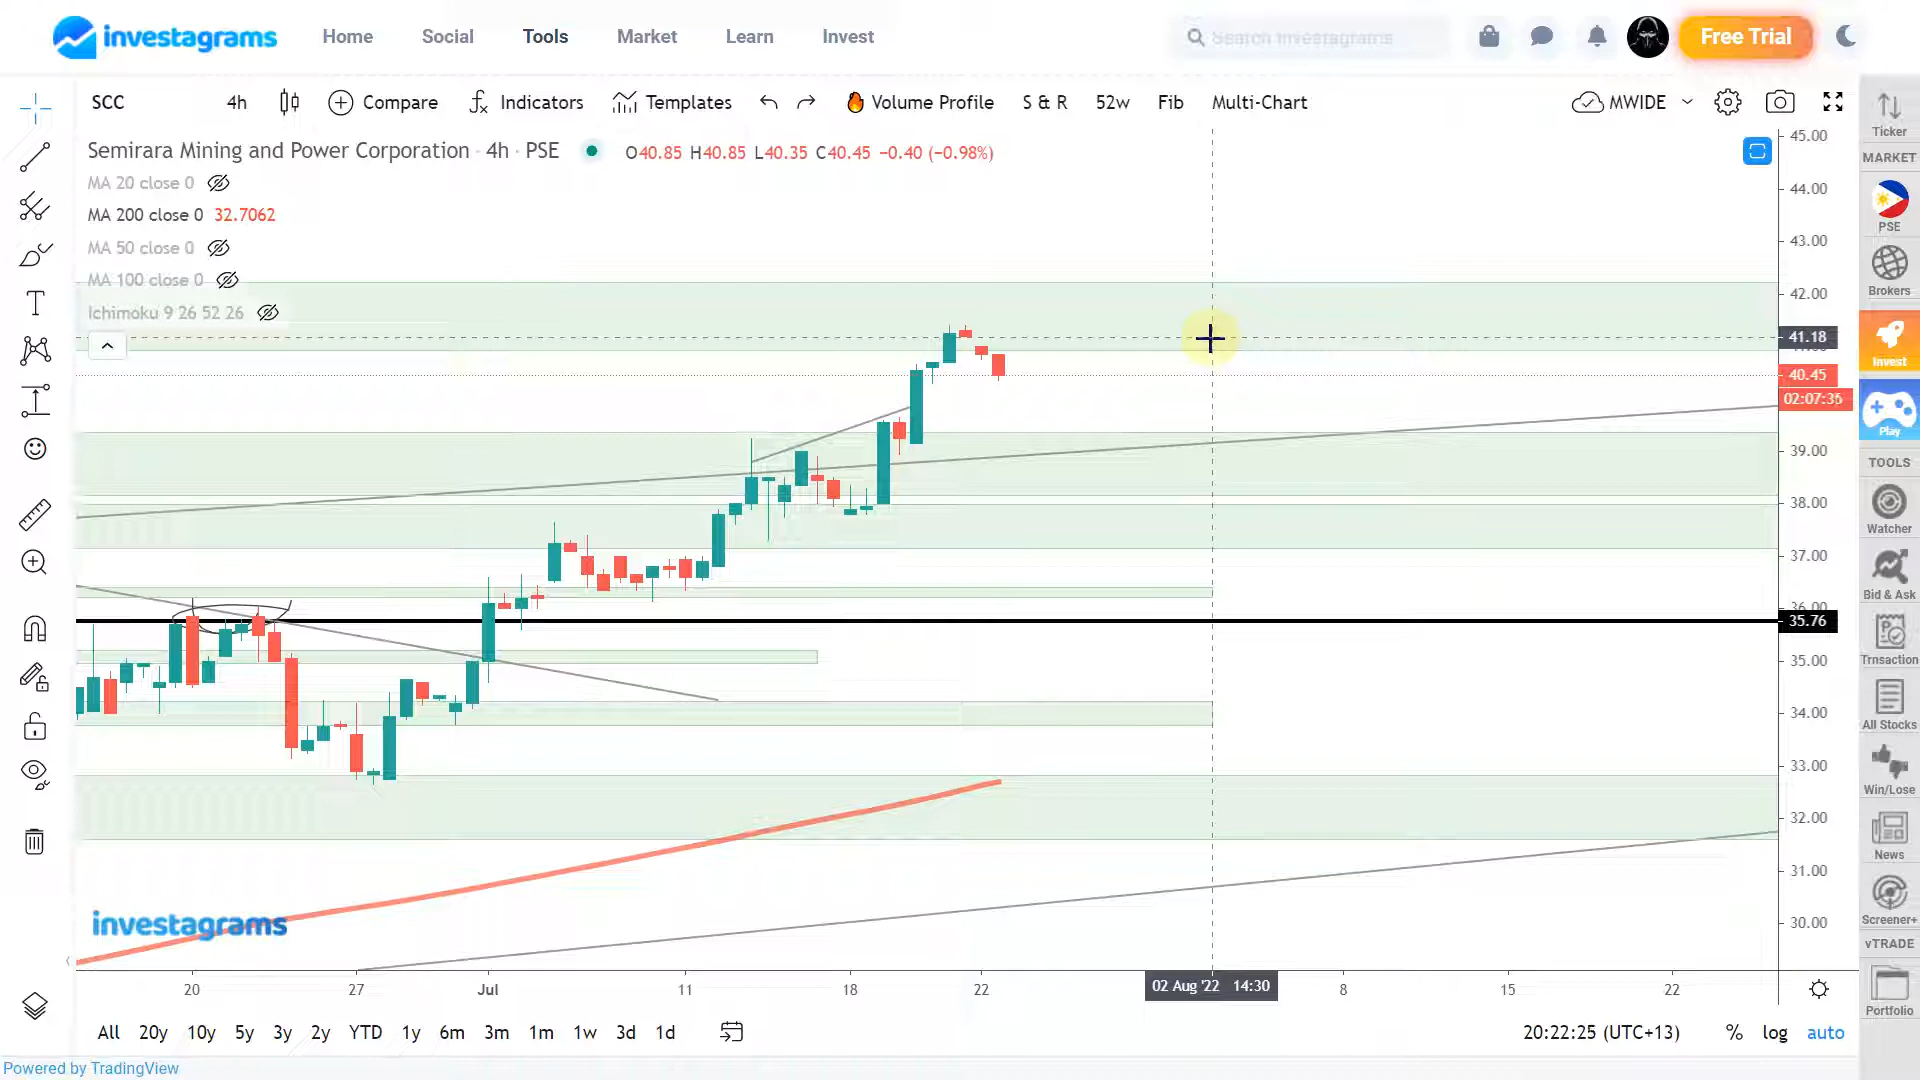 investagrams Home Social Tools Market Learn Invest Search Investagrams Free Trial
SCC 4h Compare Indicators Templates Volume Profile S & R 52w Fib Multi-Chart MWIDE
Semirara Mining and Power Corporation · 4h · PSE O40.85 H40.85 L40.35 C40.45 −0.40 (−0.98%)
MA 20 close 0
MA 200 close 0 32.7062
MA 50 close 0
MA 100 close 0
Ichimoku 9 26 52 26
45.00
44.00
43.00
42.00
41.18
40.45
02:07:35
39.00
38.00
37.00
36.00
35.76
35.00
34.00
33.00
32.00
31.00
30.00
investagrams
20 27 Jul 11 18 22 02 Aug '22 14:30 8 15 22
All 20y 10y 5y 3y 2y YTD 1y 6m 3m 1m 1w 3d 1d 20:22:25 (UTC+13) % log auto
Powered by TradingView
Ticker
MARKET
PSE
Brokers
Invest
Play
TOOLS
Watcher
Bid & Ask
Trnsaction
All Stocks
Win/Lose
News
Screener+
vTRADE
Portfolio